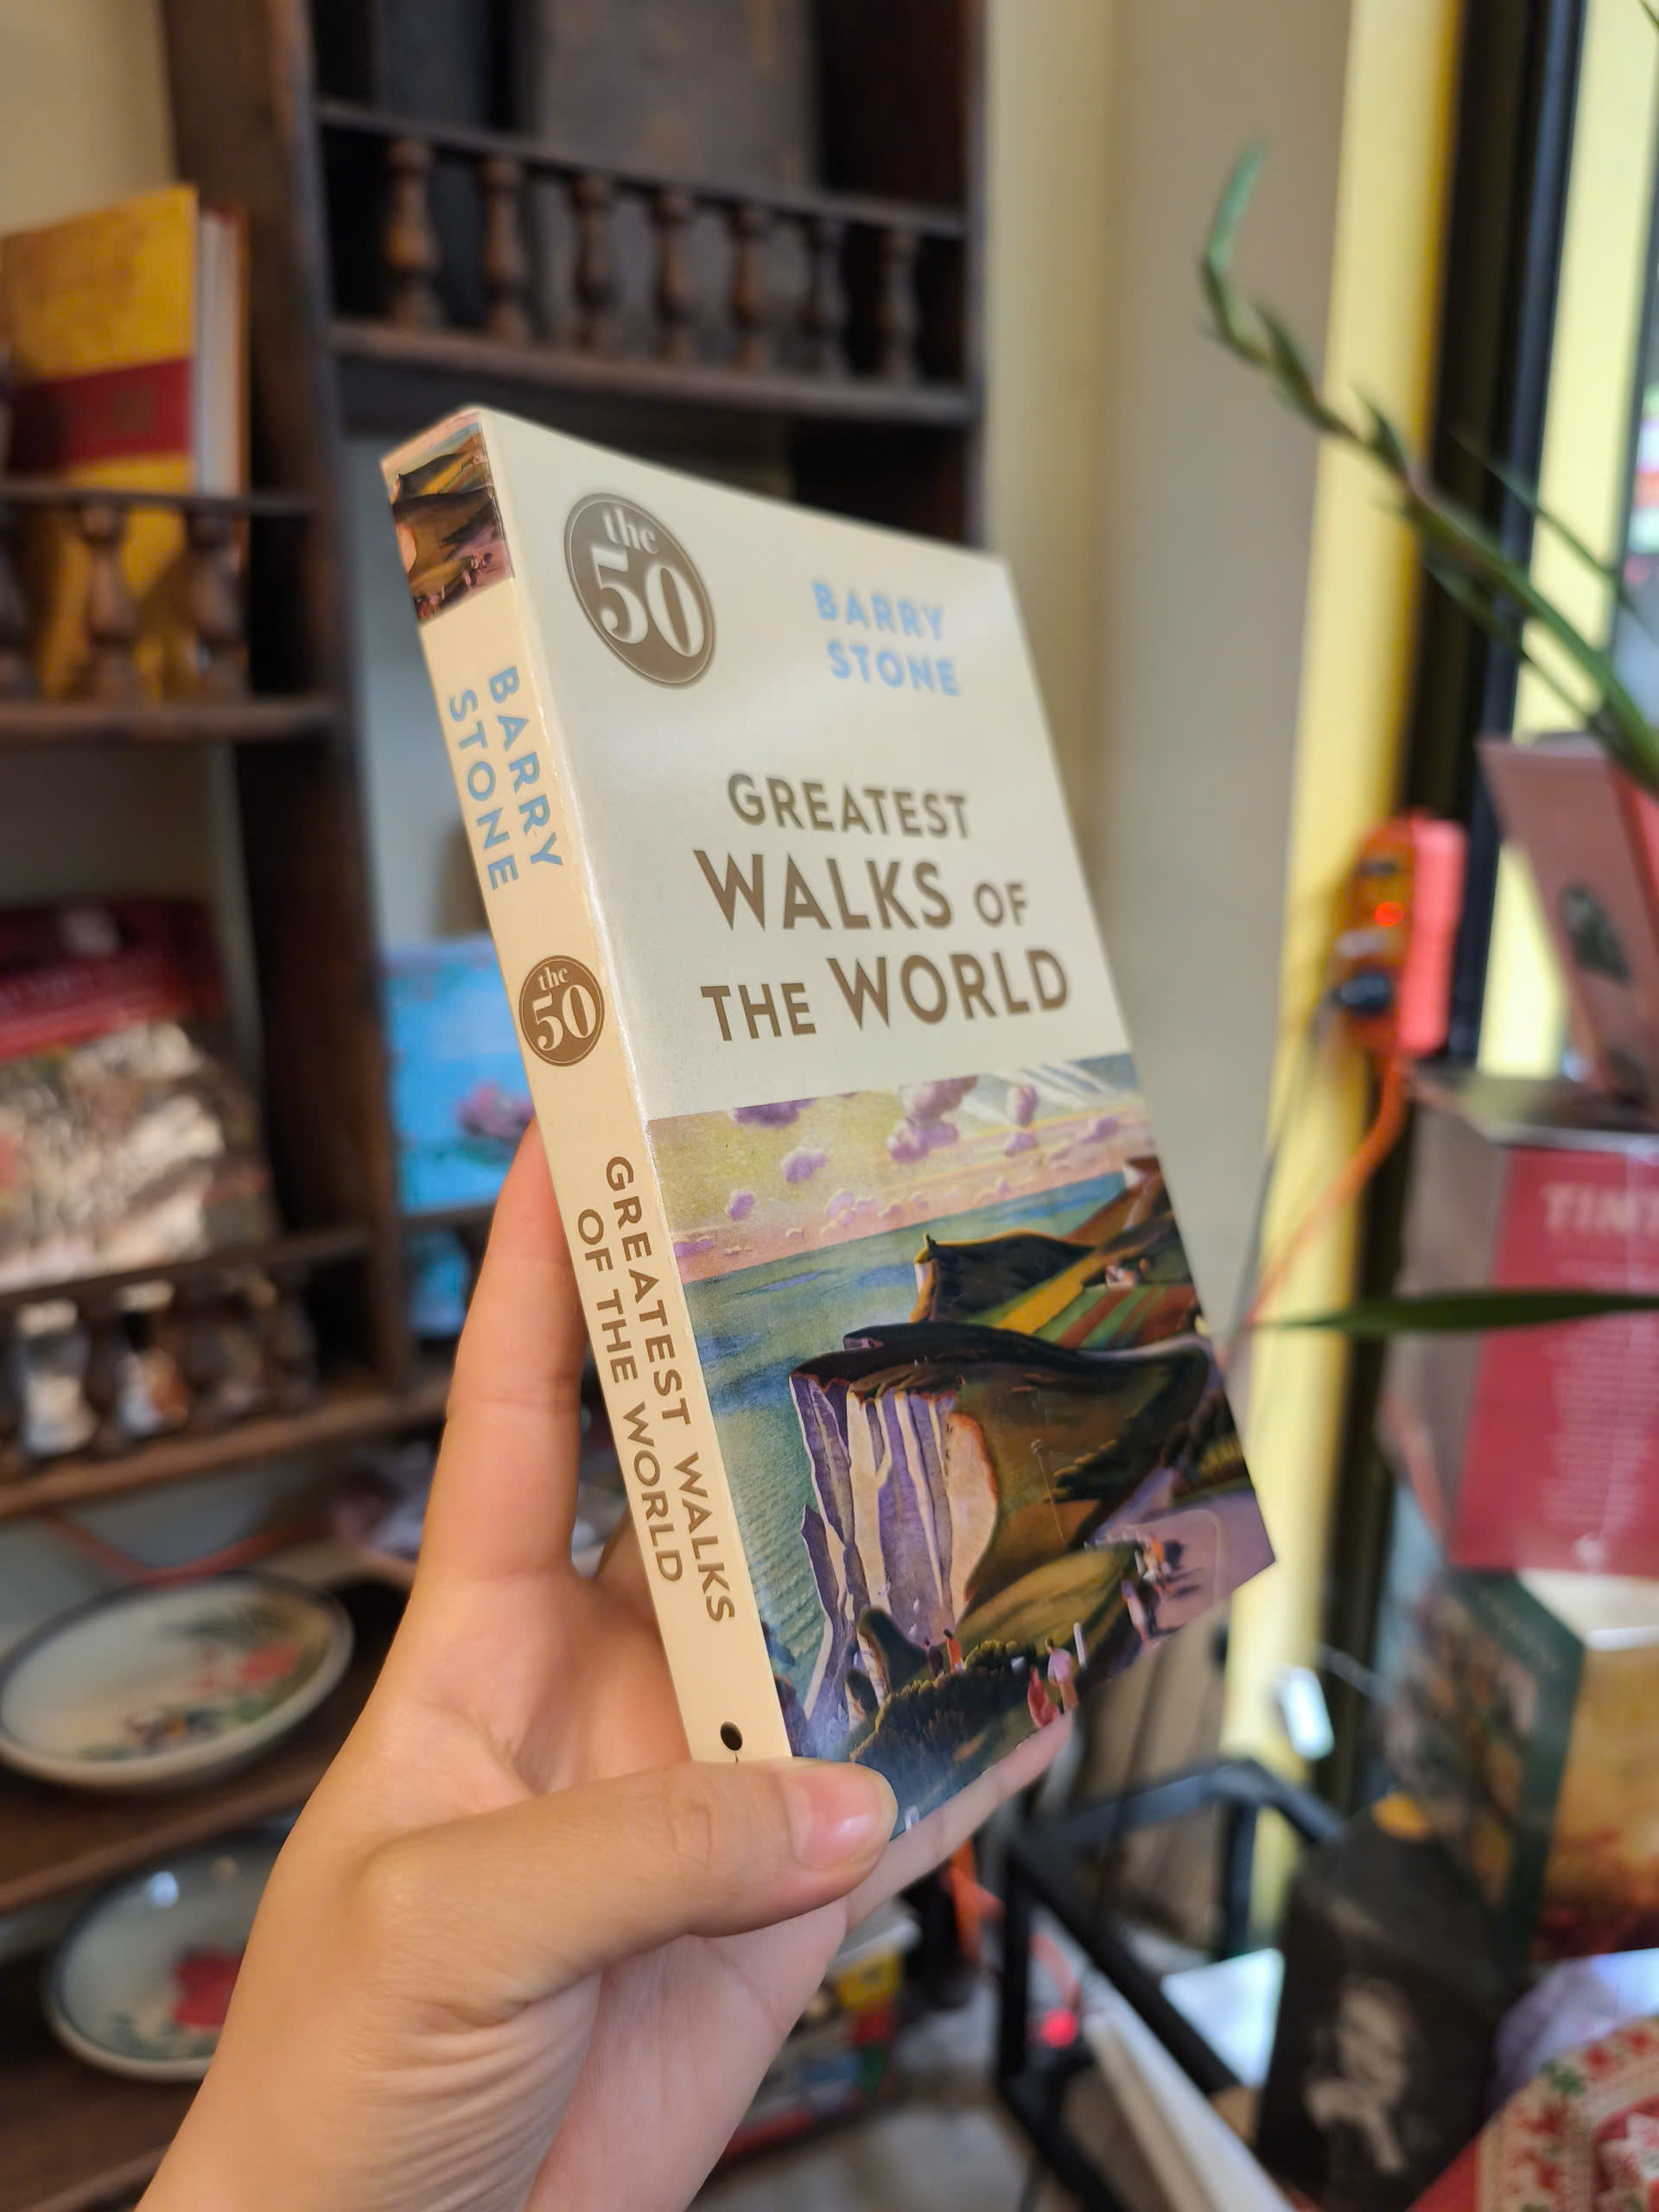 the
50
BARRY
STONE
GREATEST
WALKS OF
THE WORLD
BARRY
STONE
the
50
GREATEST WALKS
OF THE WORLD